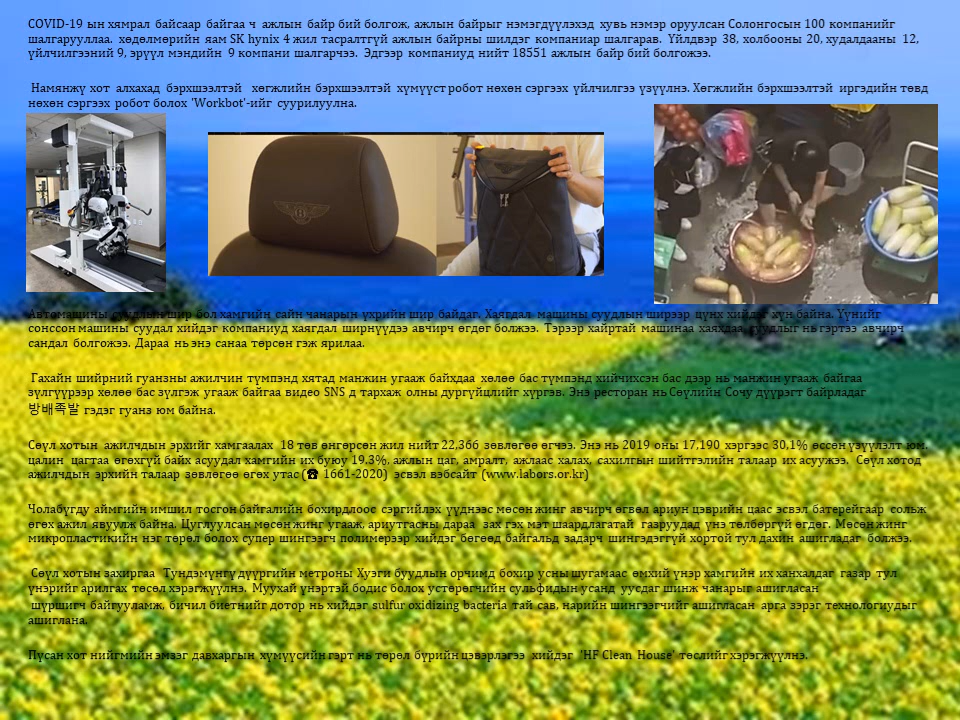 COVID-19 ын хямрал байсаар байгаа ч ажлын байр бий болгож, ажлын байрыг нэмэгдүүлэхэд хувь нэмэр оруулсан Солонгосын 100 компанийг
шалгарууллаа. хөдөлмөрийн яам SK hynix 4 жил тасралтгүй ажлын байрны шилдэг компаниар шалгарав. Үйлдвэр 38, холбооны 20, худалдааны 12,
үйлчилгээний 9, эрүүл мэндийн 9 компани шалгарчээ. Эдгээр компаниуд нийт 18551 ажлын байр бий болгожээ.
Намянжү хот алхахад бэрхшээлтэй хөгжлийн бэрхшээлтэй хүмүүст робот нөхөн сэргээх үйлчилгээ үзүүлнэ. Хөгжлийн бэрхшээлтэй иргэдийн төвд
нөхөн сэргээх робот болох 'Workbot'-ийг суурилуулна.
Автомашины суудлын шир бол хамгийн сайн чанарын үхрийн шир байдаг. Хаягдал машины суудлын ширээр цүнх хийдэг хүн байна. Үүнийг
сонссон машины суудал хийдэг компаниуд хаягдал ширнүүдээ авчирч өгдөг болжээ. Тэрээр хайртай машинаа хаяхдаа суудлыг нь гэртээ авчирч
сандал болгожээ. Дараа нь энэ санаа төрсөн гэж ярилаа.
Гахайн шийрний гуанзны ажилчин түмпэнд хятад манжин угааж байхдаа хөлөө бас түмпэнд хийчихсэн бас дээр нь манжин угааж байгаа
зүлгүүрээр хөлөө бас зүлгэж угааж байгаа видео SNS д тархаж олны дургүйцлийг хүргэв. Энэ ресторан нь Сөүлийн Сочу дүүрэгт байрладаг
방배족발 гэдэг гуанз юм байна.
Сөүл хотын ажилчдын эрхийг хамгаалах 18 төв өнгөрсөн жил нийт 22,366 зөвлөгөө өгчээ. Энэ нь 2019 оны 17,190 хэргээс 30,1% өссөн үзүүлэлт юм.
цалин цагтаа өгөхгүй байх асуудал хамгийн их буюу 19,3%, ажлын цаг, амралт, ажлаас халах, сахилгын шийтгэлийн талаар их асуужээ. Сөүл хотод
ажилчдын эрхийн талаар зөвлөгөө өгөх утас (☎ 1661-2020) эсвэл вэбсайт (www.labors.or.kr)
Чолабүгду аймгийн имшил тосгон байгалийн бохирдлоос сэргийлэх үүднээс мөсөн жинг авчирч өгвөл ариун цэврийн цаас эсвэл батерейгаар сольж
өгөх ажил явуулж байна. Цуглуулсан мөсөн жинг угааж, ариутгасны дараа зах гэх мэт шаардлагатай газруудад үнэ төлбөргүй өгдөг. Мөсөн жинг
микропластикийн нэг төрөл болох супер шингээгч полимерээр хийдэг бөгөөд байгальд задарч шингэдэггүй хортой тул дахин ашигладаг болжээ.
Сөүл хотын захиргаа Тундэмүнгү дүүргийн метроны Хуэги буудлын орчимд бохир усны шугамаас өмхий үнэр хамгийн их ханхалдаг газар тул
үнэрийг арилгах төсөл хэрэгжүүлнэ. Муухай үнэртэй бодис болох устөрөгчийн сульфидын усанд уусдаг шинж чанарыг ашигласан
шүршигч байгууламж, бичил биетнийг дотор нь хийдэг sulfur oxidizing bacteria тай сав, нарийн шингээгчийг ашигласан арга зэрэг технологиудыг
ашиглана.
Пусан хот нийгмийн эмзэг давхаргын хүмүүсийн гэрт нь төрөл бүрийн цэвэрлэгээ хийдэг 'HF Clean House' төслийг хэрэгжүүлнэ.